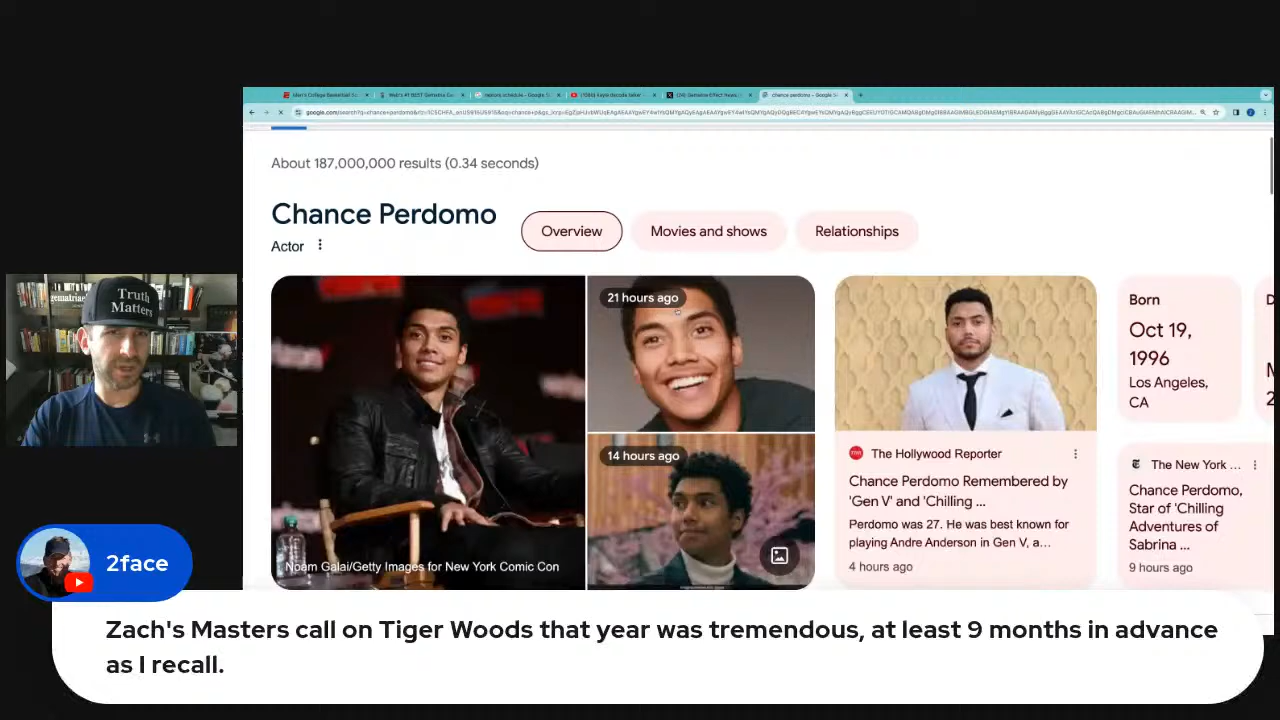 About 187,000,000 results (0.34 seconds)
Chance Perdomo
Actor
Overview
Movies and shows
Relationships
21 hours ago
14 hours ago
Noam Galai/Getty Images for New York Comic Con
The Hollywood Reporter
Chance Perdomo Remembered by
'Gen V' and 'Chilling ...
Perdomo was 27. He was best known for
playing Andre Anderson in Gen V, a...
4 hours ago
Born
Oct 19,
1996
Los Angeles,
CA
The New York ...
Chance Perdomo,
Star of 'Chilling
Adventures of
Sabrina ...
9 hours ago
Truth
Matters
2face
Zach's Masters call on Tiger Woods that year was tremendous, at least 9 months in advance
as I recall.